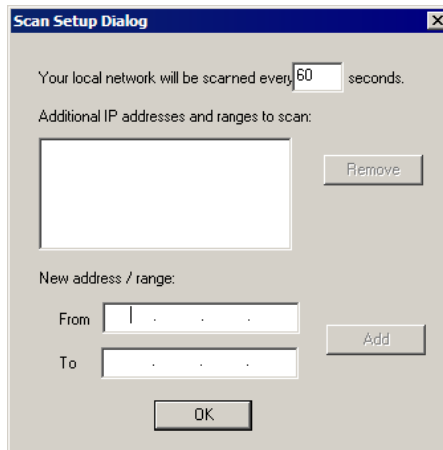 Scan Setup Dialog
Your local network will be scarned every 60 seconds.
Additional IP addresses and ranges to scan:
Remove
New address / range:
From . . .
Add
To . . .
OK